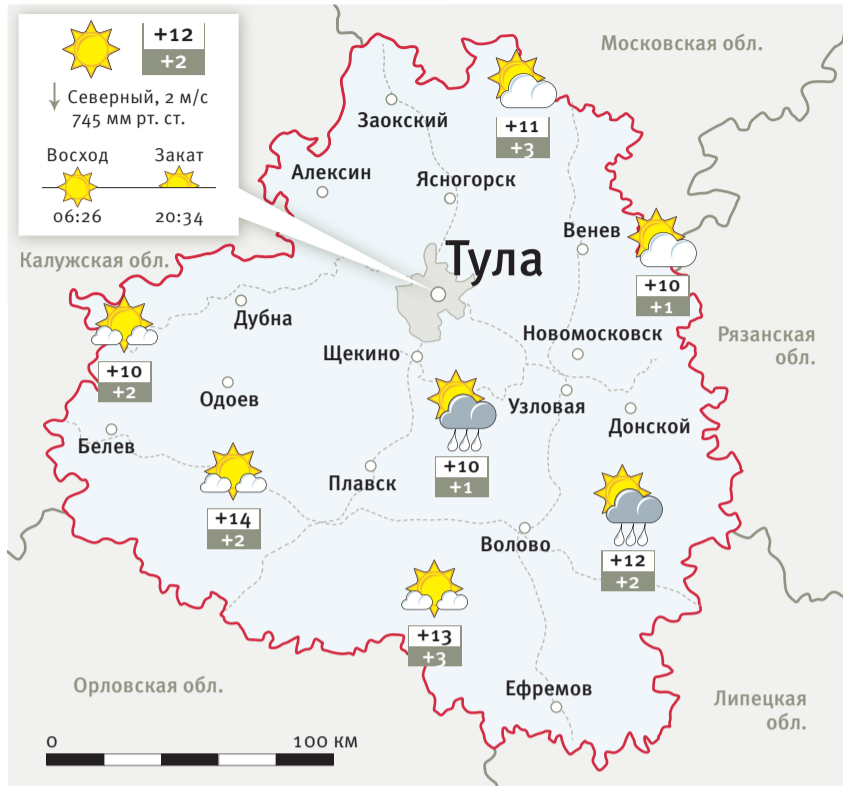 +12
+2
Северный, 2 м/с
745 мм рт. ст.
Восход Закат
06:26 20:34
Московская обл.
Заокский
+11
+3
Алексин
Ясногорск
Венев
Калужская обл.
Тула
+10
+1
Дубна
Новомосковск
Рязанская
обл.
Щекино
+10
+2
Одоев
Узловая
Донской
Белев
Плавск
+10
+1
+14
+2
Волово
+12
+2
+13
+3
Орловская обл.
Ефремов
Липецкая
обл.
0 100 КМ